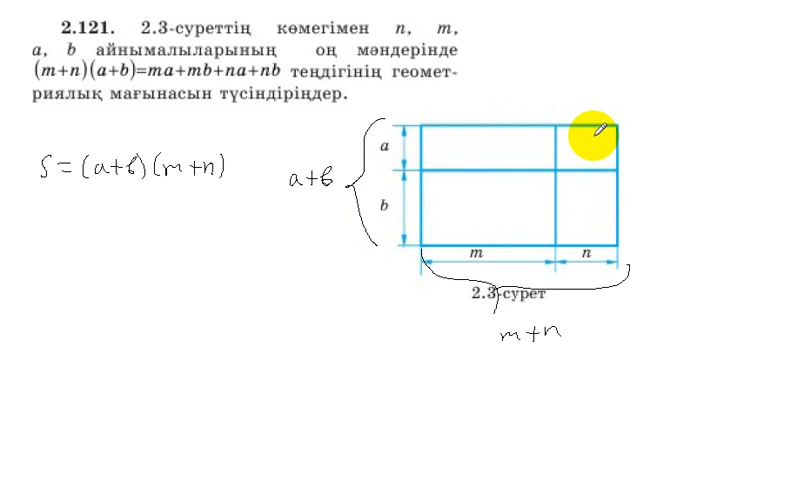 2.121. 2.3-суреттің көмегімен n, m,
a, b айнымалыларының оң мәндерінде
(m+n)(a+b)=ma+mb+na+nb теңдігінің геомет-
риялық мағынасын түсіндіріңдер.
S=(a+b)(m+n)
a+b
a
b
m n
2.3-сурет
m+n